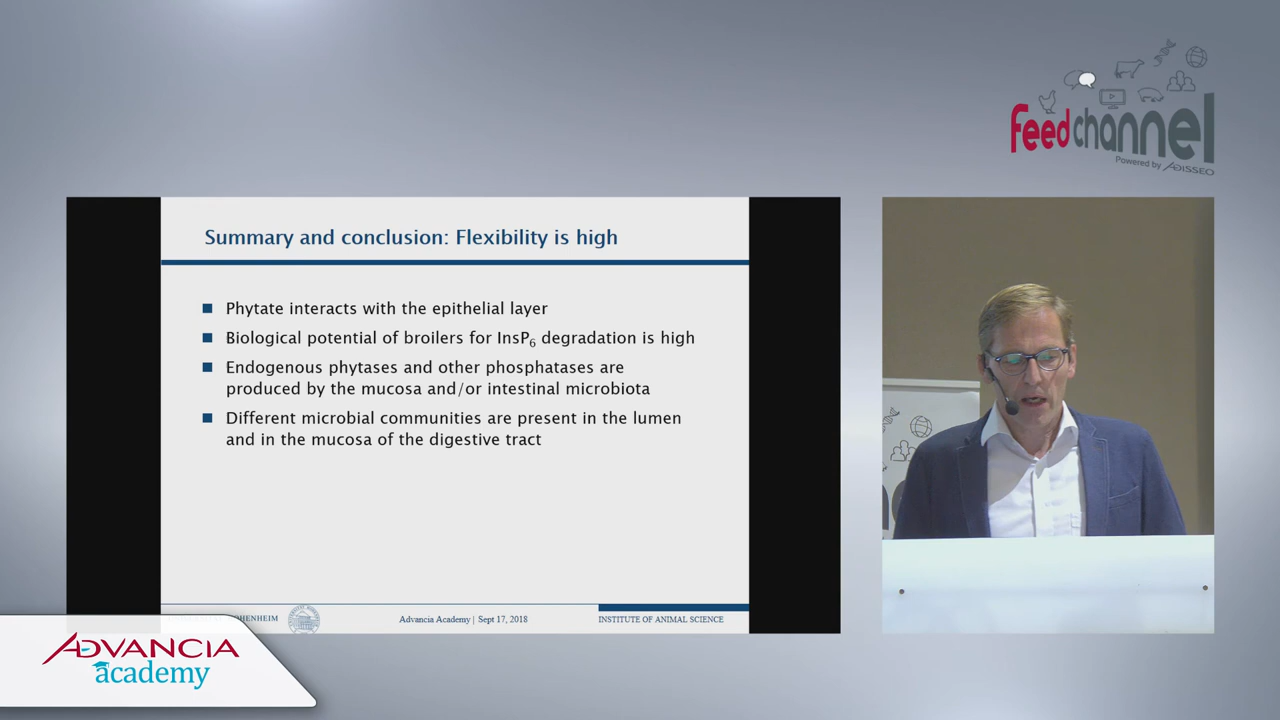 feedchannel
Powered by ADISSEO
Summary and conclusion: Flexibility is high
Phytate interacts with the epithelial layer
Biological potential of broilers for InsP6 degradation is high
Endogenous phytases and other phosphatases are
produced by the mucosa and/or intestinal microbiota
Different microbial communities are present in the lumen
and in the mucosa of the digestive tract
HENHEIM
Advancia Academy | Sept 17, 2018
INSTITUTE OF ANIMAL SCIENCE
ADVANCIA
academy